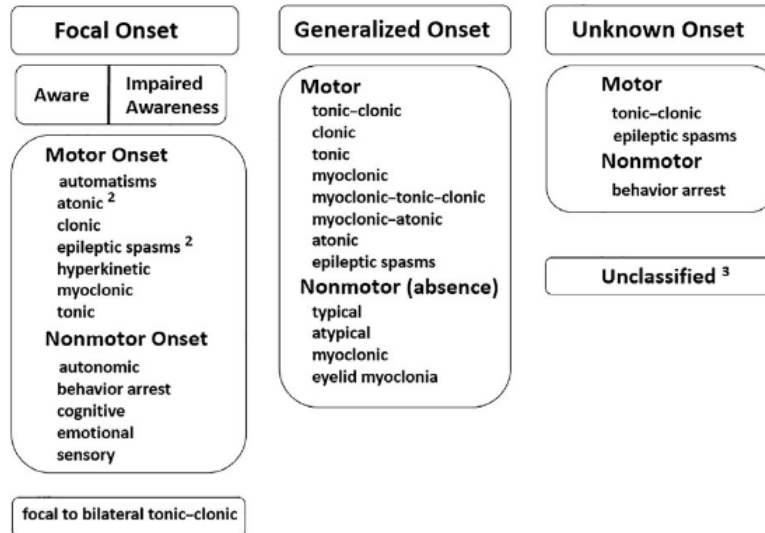 Focal Onset
Aware
Impaired
Awareness
Motor Onset
automatisms
atonic ²
clonic
epileptic spasms ²
hyperkinetic
myoclonic
tonic
Nonmotor Onset
autonomic
behavior arrest
cognitive
emotional
sensory
focal to bilateral tonic–clonic
Generalized Onset
Motor
tonic–clonic
clonic
tonic
myoclonic
myoclonic–tonic–clonic
myoclonic–atonic
atonic
epileptic spasms
Nonmotor (absence)
typical
atypical
myoclonic
eyelid myoclonia
Unknown Onset
Motor
tonic–clonic
epileptic spasms
Nonmotor
behavior arrest
Unclassified ³